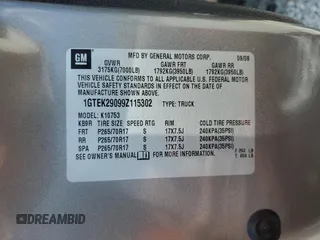 GM
MFD BY GENERAL MOTORS CORP. 09/08
GVWR GAWR FRT GAWR RR
3175KG(7000LB) 1792KG(3950LB) 1792KG(3950LB)
THIS VEHICLE CONFORMS TO ALL APPLICABLE U.S. FEDERAL
MOTOR VEHICLE SAFETY AND THEFT PREVENTION STANDARDS
IN EFFECT ON THE DATE OF MANUFACTURE SHOWN ABOVE.
1GTEK29099Z115302 TYPE: TRUCK
MODEL: K10753
KB9R TIRE SIZE SPEED RTG RIM COLD TIRE PRESSURE
FRT P265/70R17 S 17X7.5J 240KPA(35PSI)
RR P265/70R17 S 17X7.5J 240KPA(35PSI)
SPA P265/70R17 S 17X7.5J 240KPA(35PSI)
SEE OWNER'S MANUAL FOR MORE INFORMATION.
DREAMBID